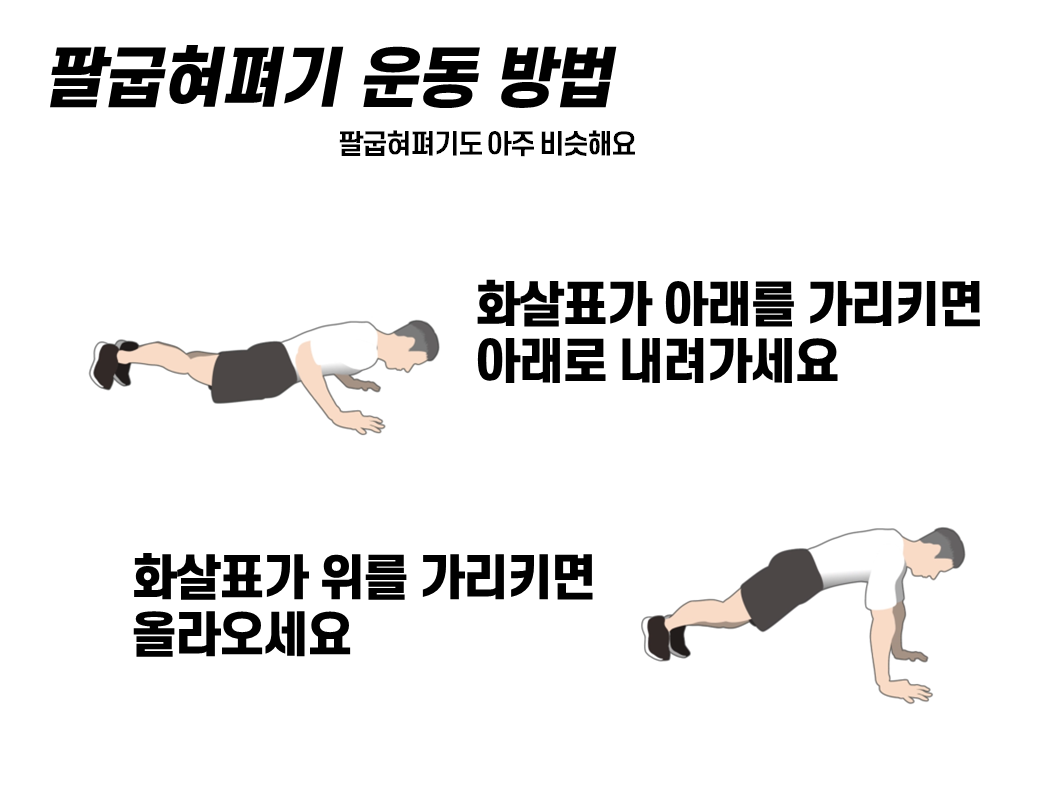 팔굽혀펴기 운동 방법
팔굽혀펴기도 아주 비슷해요
화살표가 아래를 가리키면
아래로 내려가세요
화살표가 위를 가리키면
올라오세요